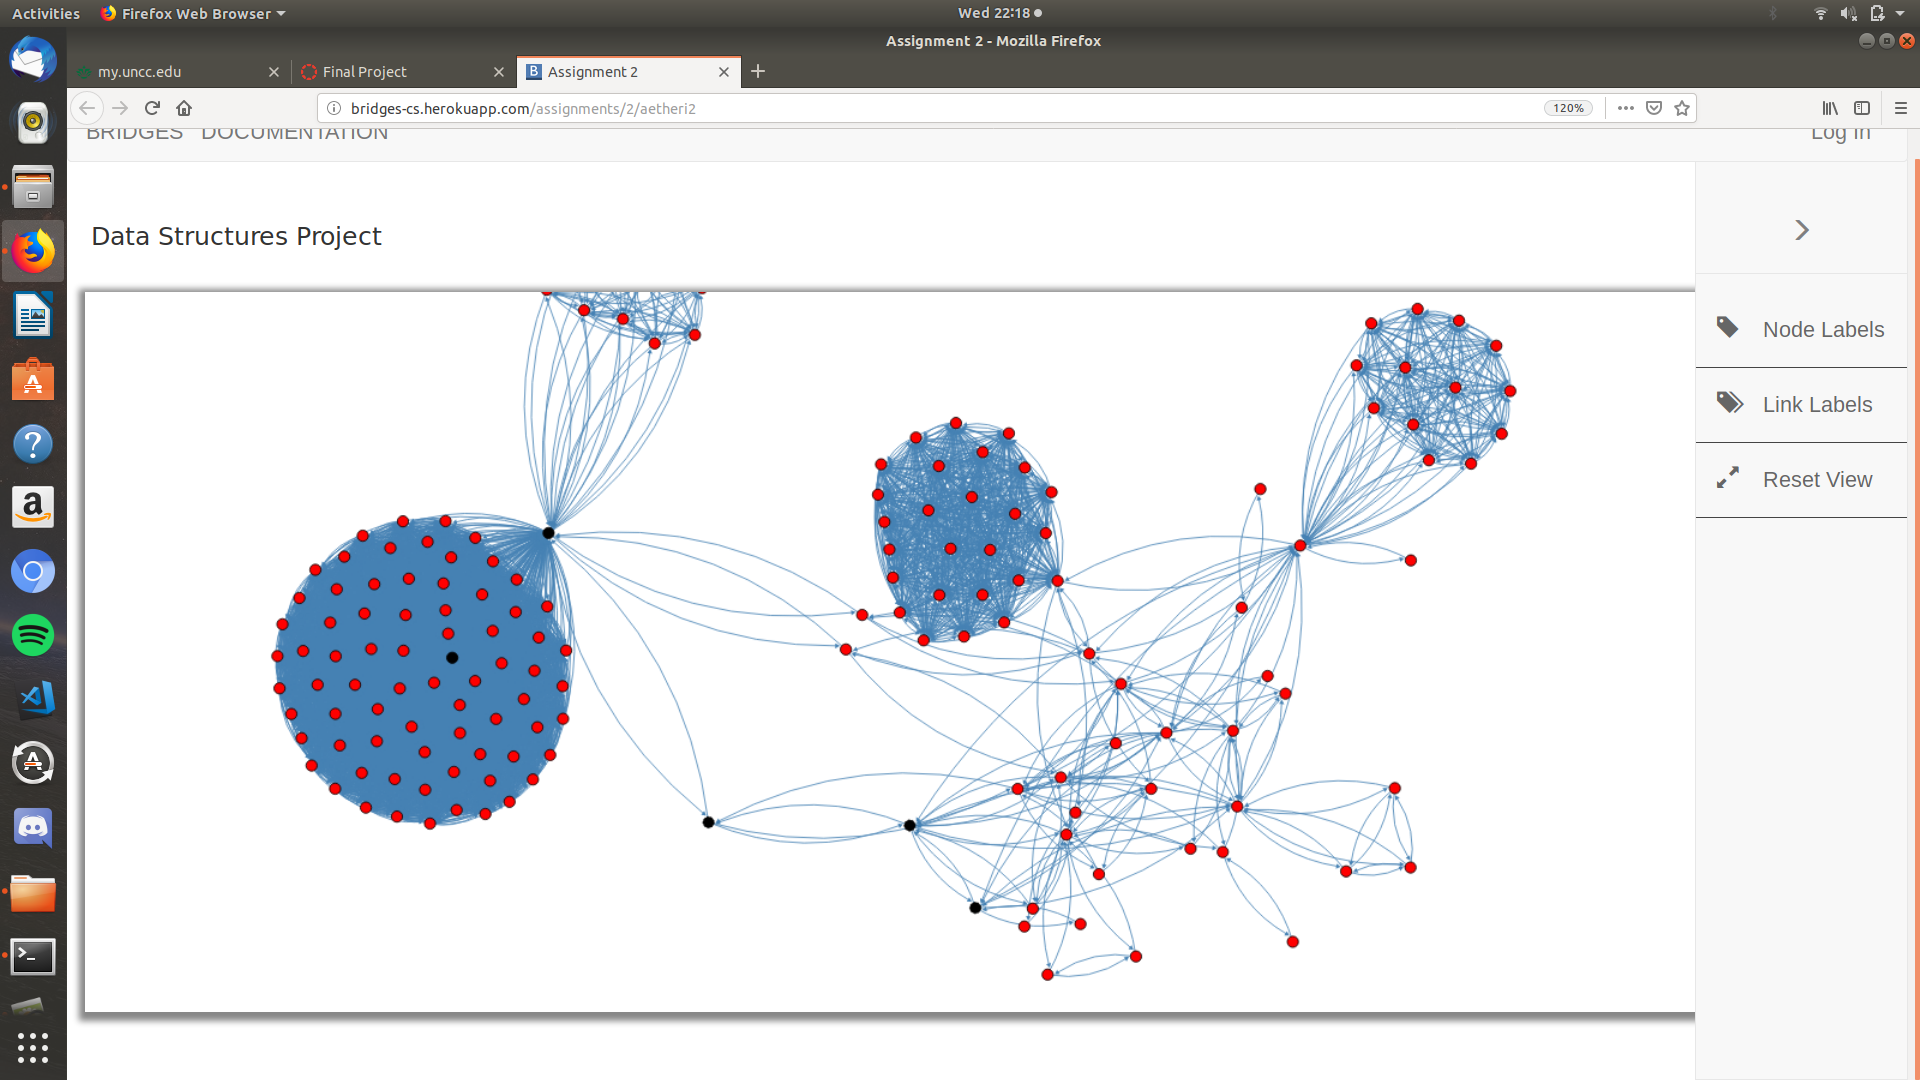 Activities Firefox Web Browser Wed 22:18
Assignment 2 - Mozilla Firefox
my.uncc.edu Final Project B Assignment 2
bridges-cs.herokuapp.com/assignments/2/aetheri2 120%
BRIDGES DOCUMENTATION Log In
Data Structures Project
Node Labels
Link Labels
Reset View